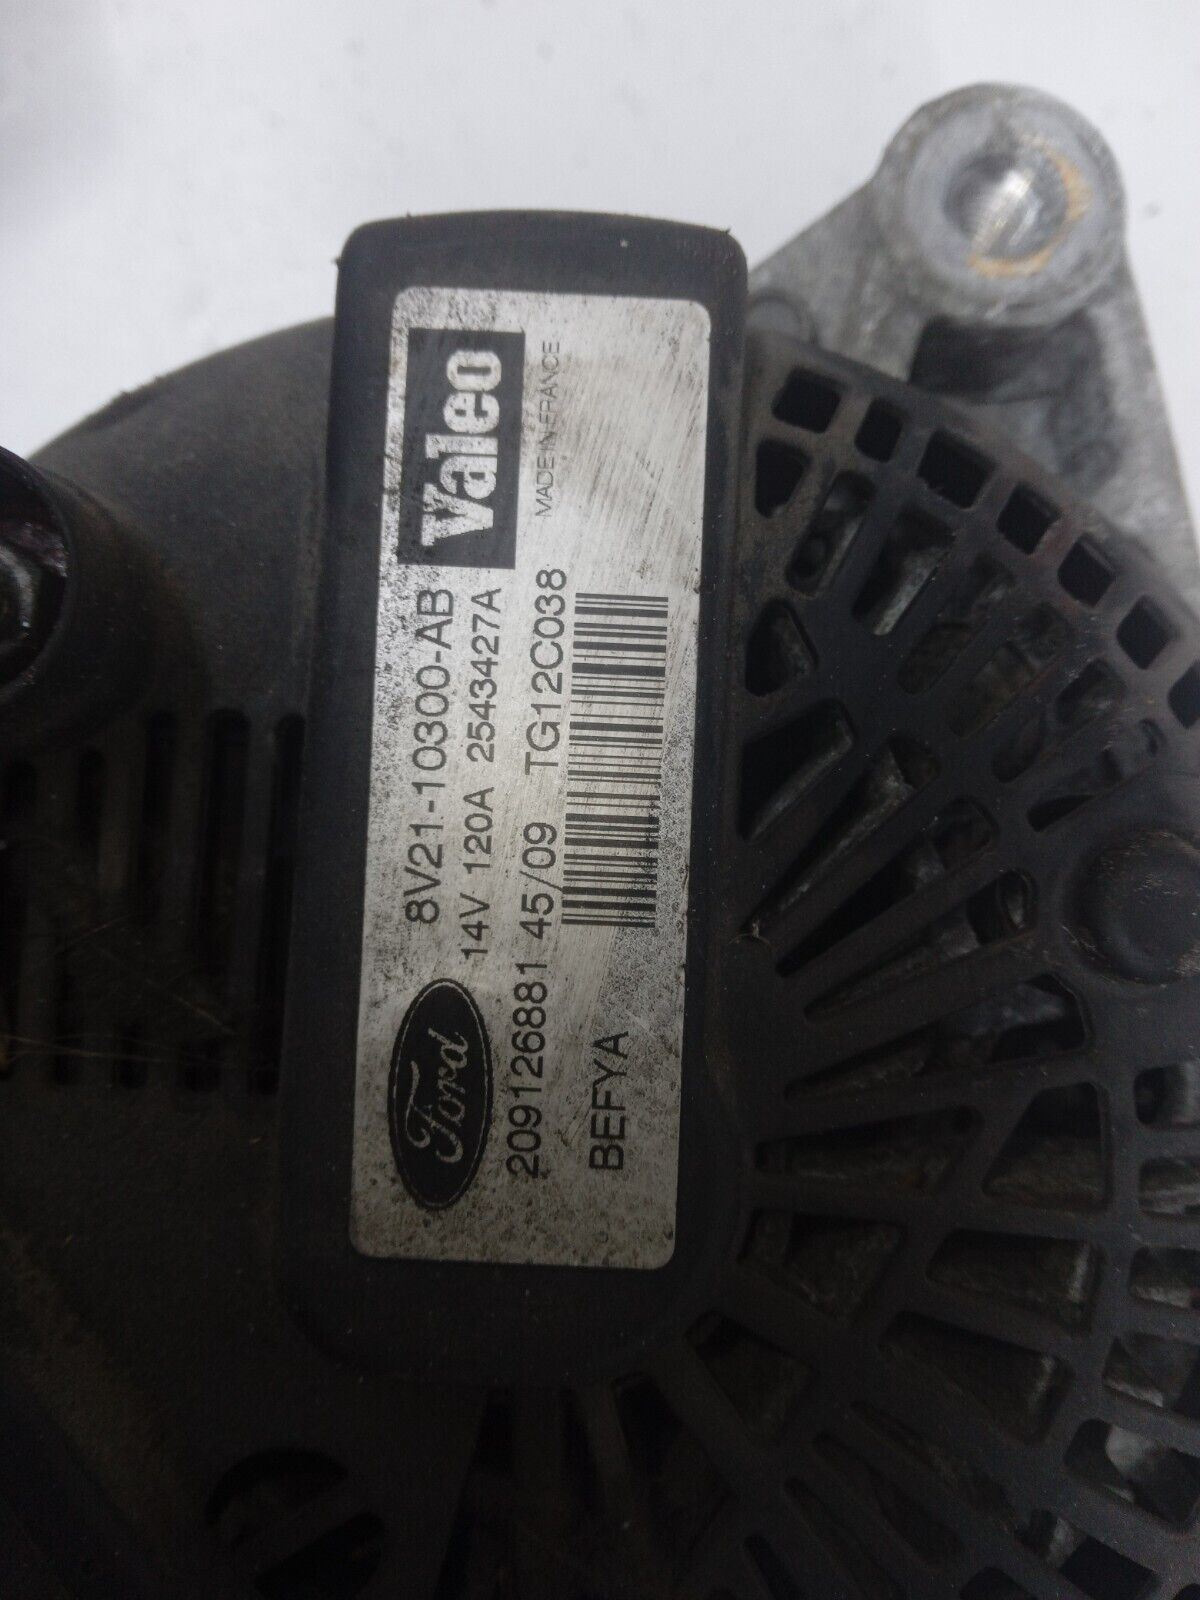 Ford 8V21-10300-AB Valeo
14V 120A 2543427A
MADE IN FRANCE
209126881 45/09 TG12C038
BEFYA